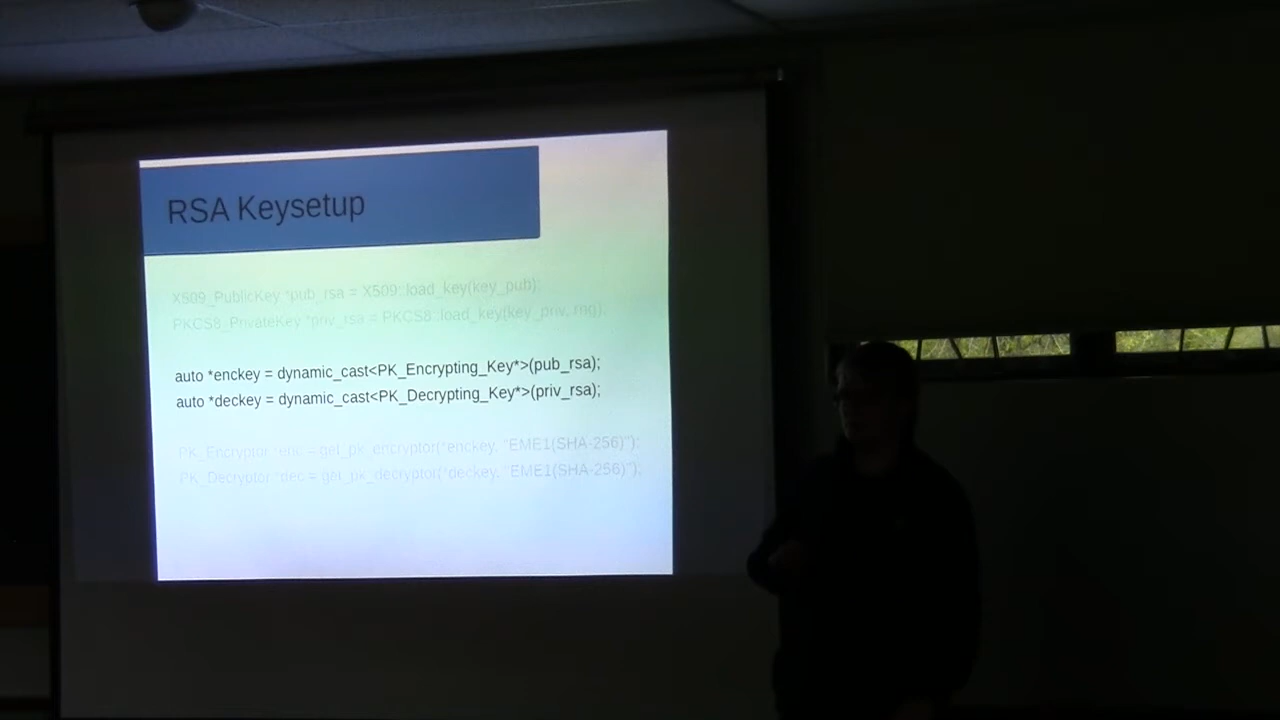 RSA Keysetup
X509_PublicKey *pub_rsa = X509::load_key(key_pub);
PKCS8_PrivateKey *priv_rsa = PKCS8::load_key(key_priv, rng);
auto *enckey = dynamic_cast<PK_Encrypting_Key*>(pub_rsa);
auto *deckey = dynamic_cast<PK_Decrypting_Key*>(priv_rsa);
PK_Encryptor *enc = get_pk_encryptor(*enckey, "EME1(SHA-256)");
PK_Decryptor *dec = get_pk_decryptor(*deckey, "EME1(SHA-256)");